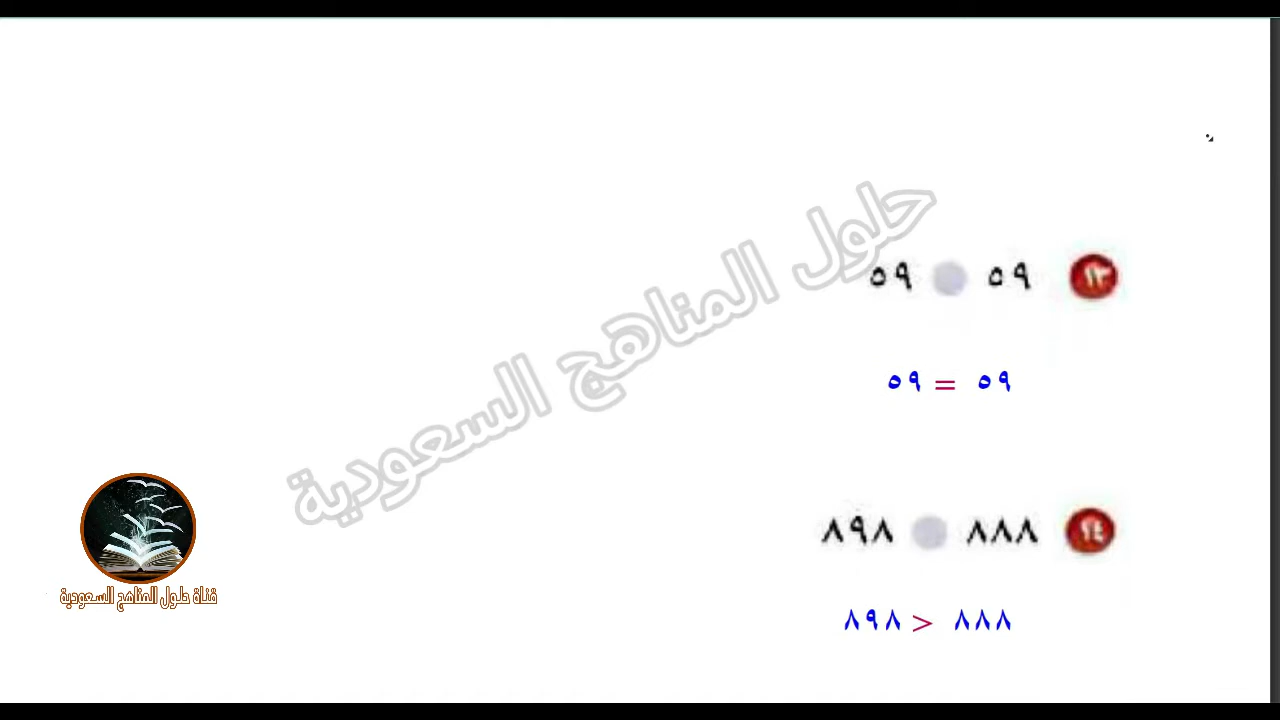 ١٣ ٥٩ ٥٩
٥٩ = ٥٩
١٤ ٨٨٨ ٨٩٨
٨٨٨ < ٨٩٨
حلول المناهج السعودية
قناة حلول المناهج السعودية